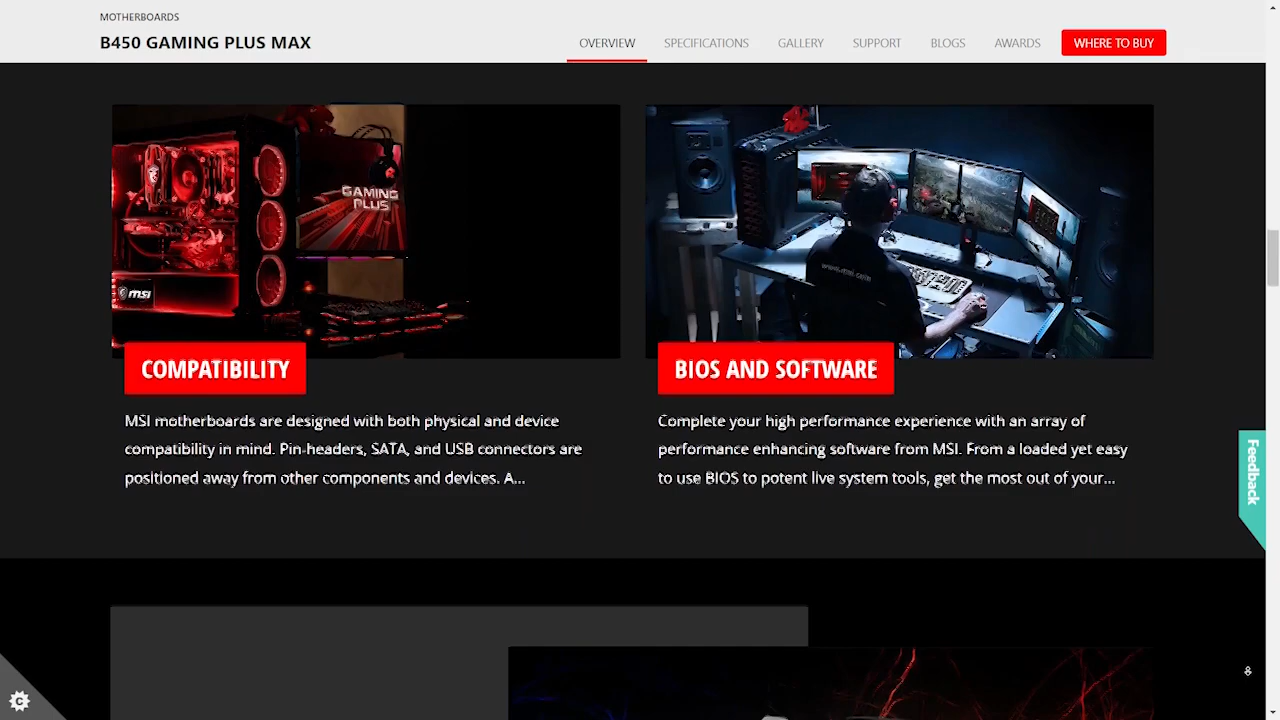 MOTHERBOARDS
B450 GAMING PLUS MAX
OVERVIEW
SPECIFICATIONS
GALLERY
SUPPORT
BLOGS
AWARDS
WHERE TO BUY
GAMING
PLUS
msi
www.msi.com
COMPATIBILITY
MSI motherboards are designed with both physical and device
compatibility in mind. Pin-headers, SATA, and USB connectors are
positioned away from other components and devices. A...
BIOS AND SOFTWARE
Complete your high performance experience with an array of
performance enhancing software from MSI. From a loaded yet easy
to use BIOS to potent live system tools, get the most out of your...
Feedback
C